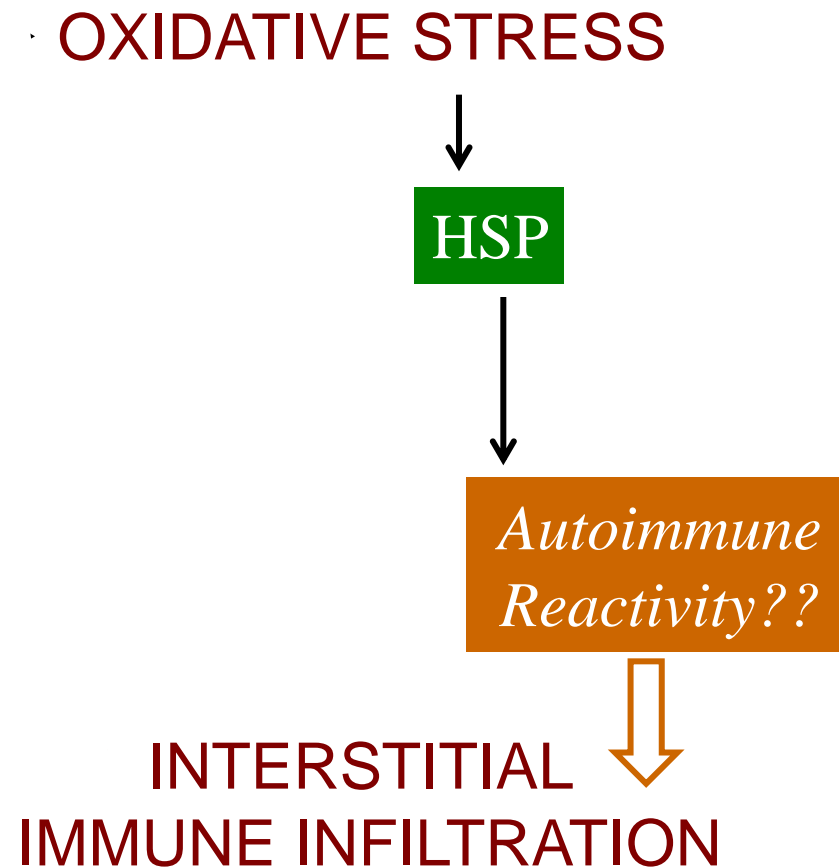 OXIDATIVE STRESS
HSP
Autoimmune
Reactivity??
INTERSTITIAL
IMMUNE INFILTRATION